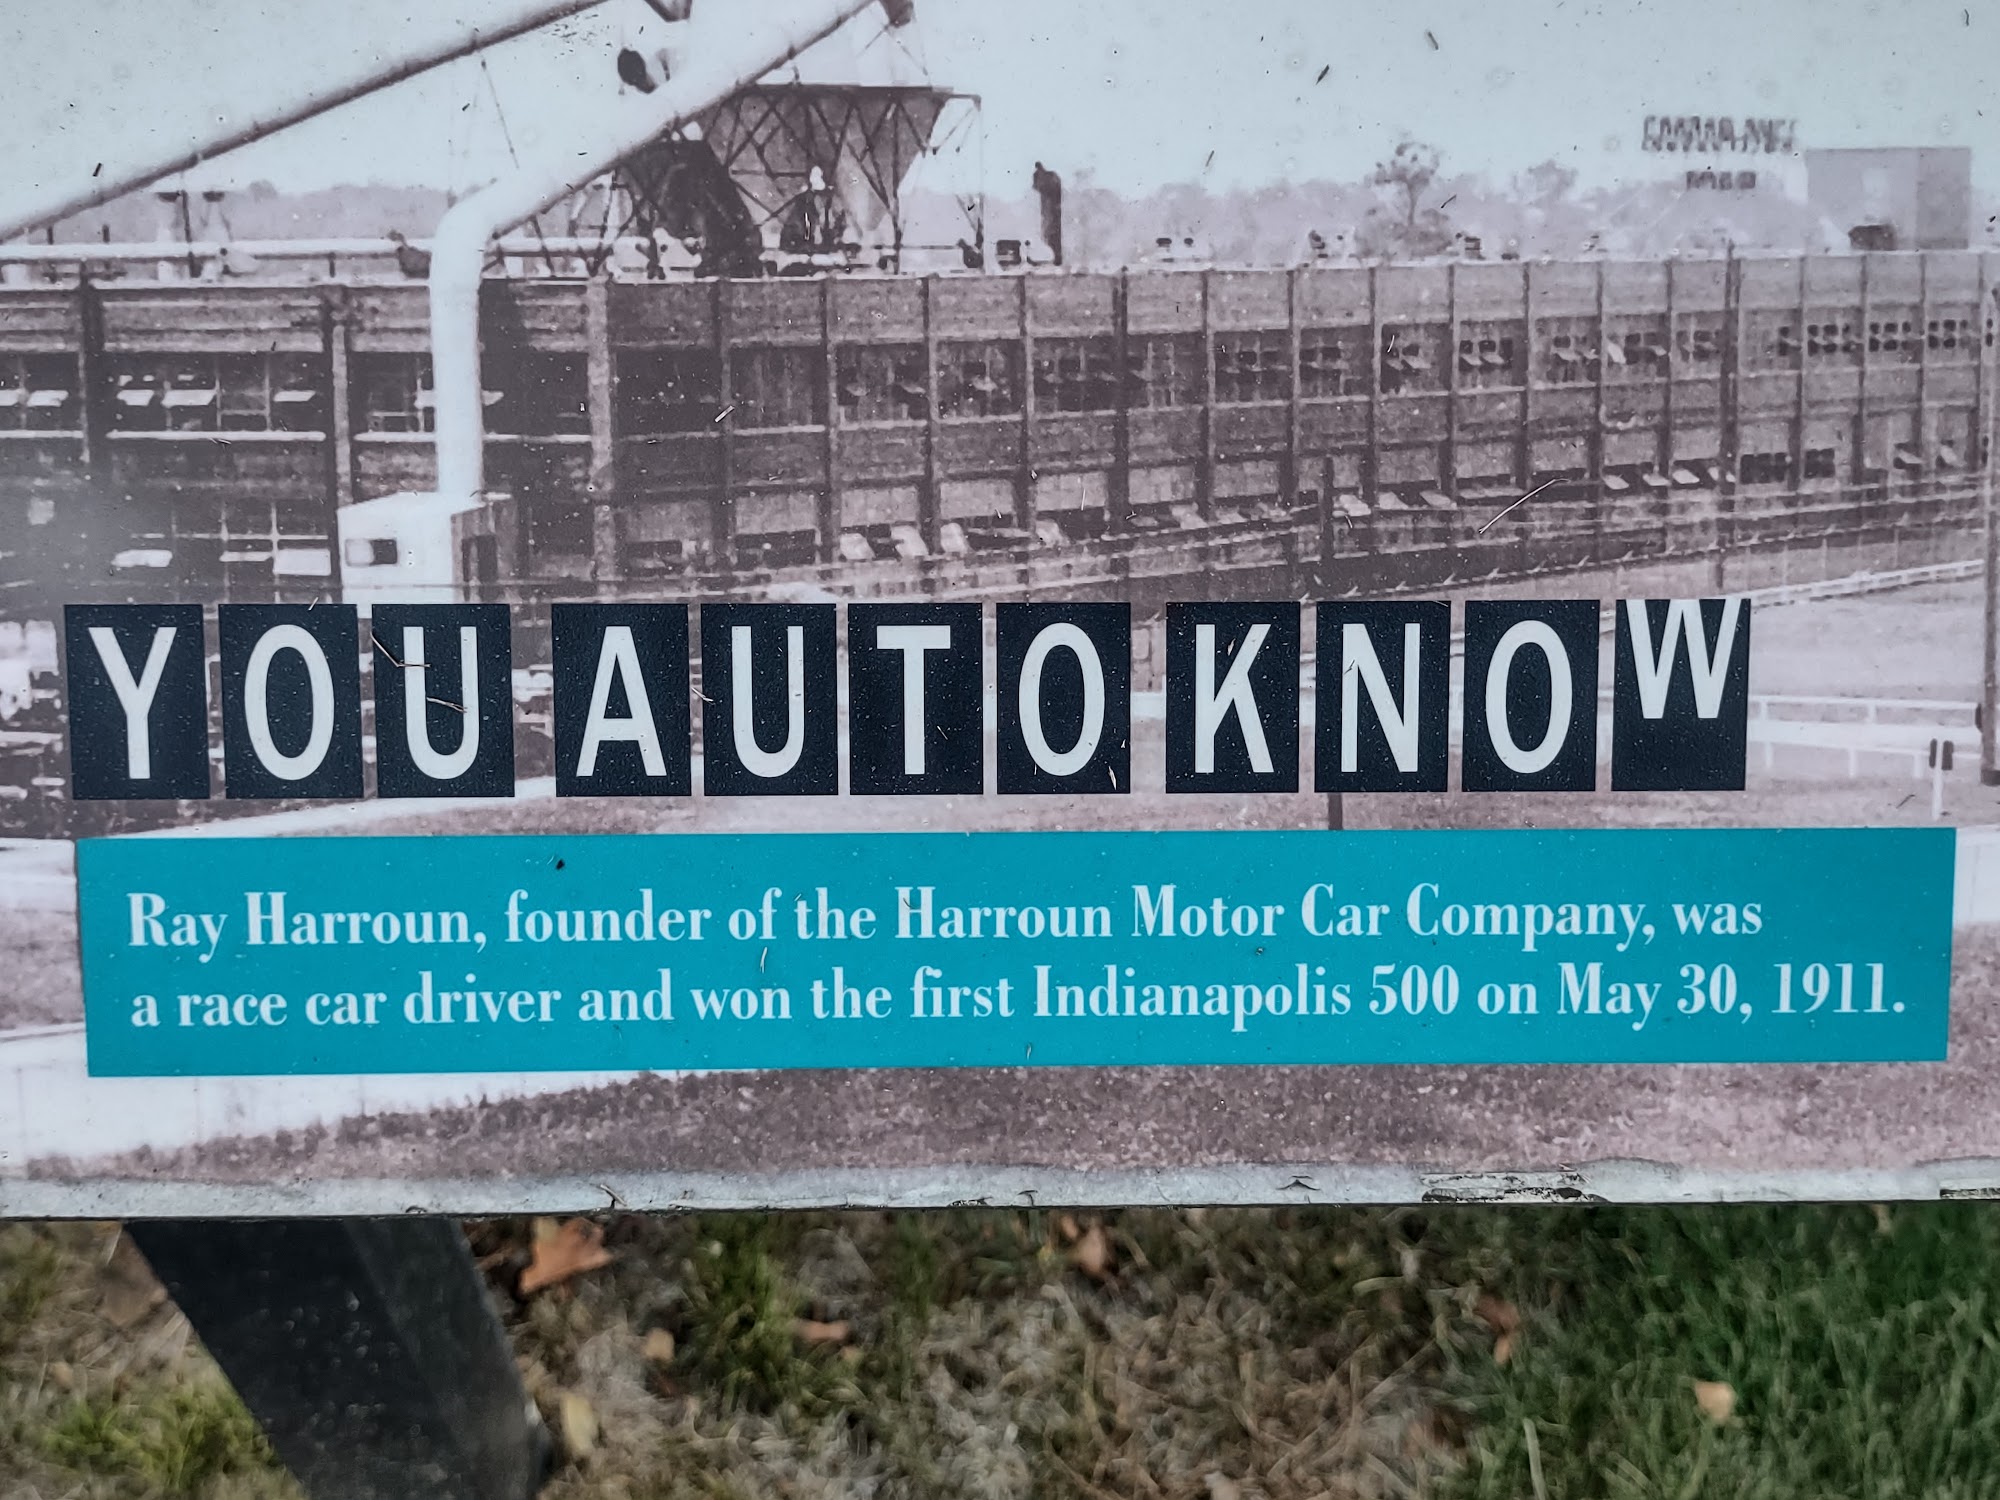 YOU AUTO KNOW
Ray Harroun, founder of the Harroun Motor Car Company, was
a race car driver and won the first Indianapolis 500 on May 30, 1911.